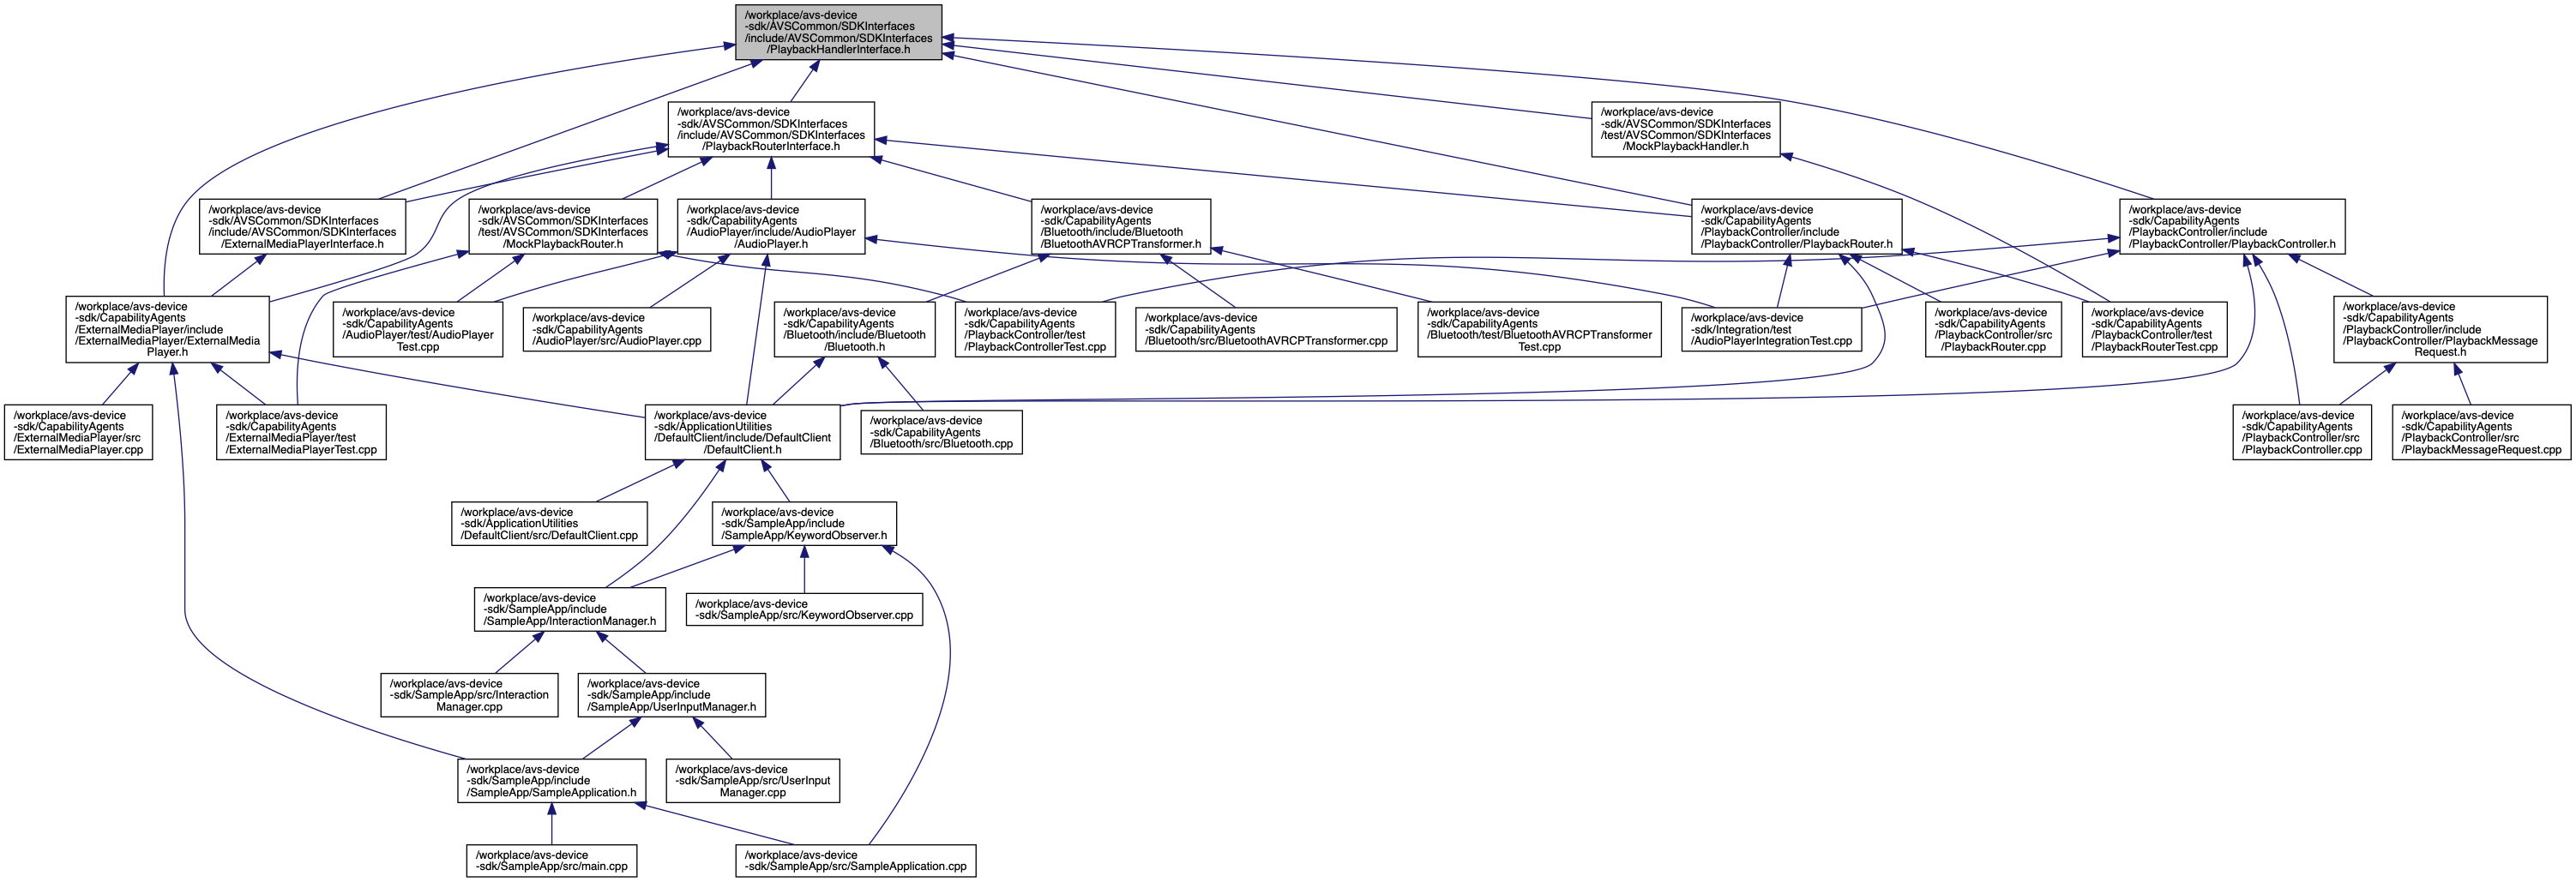 /workplace/avs-device
-sdk/AVSCommon/SDKInterfaces
/include/AVSCommon/SDKInterfaces
/PlaybackHandlerInterface.h
/workplace/avs-device
-sdk/AVSCommon/SDKInterfaces
/include/AVSCommon/SDKInterfaces
/PlaybackRouterInterface.h
/workplace/avs-device
-sdk/AVSCommon/SDKInterfaces
/test/AVSCommon/SDKInterfaces
/MockPlaybackHandler.h
/workplace/avs-device
-sdk/AVSCommon/SDKInterfaces
/include/AVSCommon/SDKInterfaces
/ExternalMediaPlayerInterface.h
/workplace/avs-device
-sdk/AVSCommon/SDKInterfaces
/test/AVSCommon/SDKInterfaces
/MockPlaybackRouter.h
/workplace/avs-device
-sdk/CapabilityAgents
/AudioPlayer/include/AudioPlayer
/AudioPlayer.h
/workplace/avs-device
-sdk/CapabilityAgents
/Bluetooth/include/Bluetooth
/BluetoothAVRCPTransformer.h
/workplace/avs-device
-sdk/CapabilityAgents
/PlaybackController/include
/PlaybackController/PlaybackRouter.h
/workplace/avs-device
-sdk/CapabilityAgents
/PlaybackController/include
/PlaybackController/PlaybackController.h
/workplace/avs-device
-sdk/CapabilityAgents
/ExternalMediaPlayer/include
/ExternalMediaPlayer/ExternalMedia
Player.h
/workplace/avs-device
-sdk/CapabilityAgents
/AudioPlayer/test/AudioPlayer
Test.cpp
/workplace/avs-device
-sdk/CapabilityAgents
/AudioPlayer/src/AudioPlayer.cpp
/workplace/avs-device
-sdk/CapabilityAgents
/Bluetooth/include/Bluetooth
/Bluetooth.h
/workplace/avs-device
-sdk/CapabilityAgents
/PlaybackController/test
/PlaybackControllerTest.cpp
/workplace/avs-device
-sdk/CapabilityAgents
/Bluetooth/src/BluetoothAVRCPTransformer.cpp
/workplace/avs-device
-sdk/CapabilityAgents
/Bluetooth/test/BluetoothAVRCPTransformer
Test.cpp
/workplace/avs-device
-sdk/Integration/test
/AudioPlayerIntegrationTest.cpp
/workplace/avs-device
-sdk/CapabilityAgents
/PlaybackController/src
/PlaybackRouter.cpp
/workplace/avs-device
-sdk/CapabilityAgents
/PlaybackController/test
/PlaybackRouterTest.cpp
/workplace/avs-device
-sdk/CapabilityAgents
/PlaybackController/include
/PlaybackController/PlaybackMessage
Request.h
/workplace/avs-device
-sdk/CapabilityAgents
/ExternalMediaPlayer/src
/ExternalMediaPlayer.cpp
/workplace/avs-device
-sdk/CapabilityAgents
/ExternalMediaPlayer/test
/ExternalMediaPlayerTest.cpp
/workplace/avs-device
-sdk/ApplicationUtilities
/DefaultClient/include/DefaultClient
/DefaultClient.h
/workplace/avs-device
-sdk/CapabilityAgents
/Bluetooth/src/Bluetooth.cpp
/workplace/avs-device
-sdk/CapabilityAgents
/PlaybackController/src
/PlaybackController.cpp
/workplace/avs-device
-sdk/CapabilityAgents
/PlaybackController/src
/PlaybackMessageRequest.cpp
/workplace/avs-device
-sdk/ApplicationUtilities
/DefaultClient/src/DefaultClient.cpp
/workplace/avs-device
-sdk/SampleApp/include
/SampleApp/KeywordObserver.h
/workplace/avs-device
-sdk/SampleApp/include
/SampleApp/InteractionManager.h
/workplace/avs-device
-sdk/SampleApp/src/KeywordObserver.cpp
/workplace/avs-device
-sdk/SampleApp/src/Interaction
Manager.cpp
/workplace/avs-device
-sdk/SampleApp/include
/SampleApp/UserInputManager.h
/workplace/avs-device
-sdk/SampleApp/include
/SampleApp/SampleApplication.h
/workplace/avs-device
-sdk/SampleApp/src/UserInput
Manager.cpp
/workplace/avs-device
-sdk/SampleApp/src/main.cpp
/workplace/avs-device
-sdk/SampleApp/src/SampleApplication.cpp